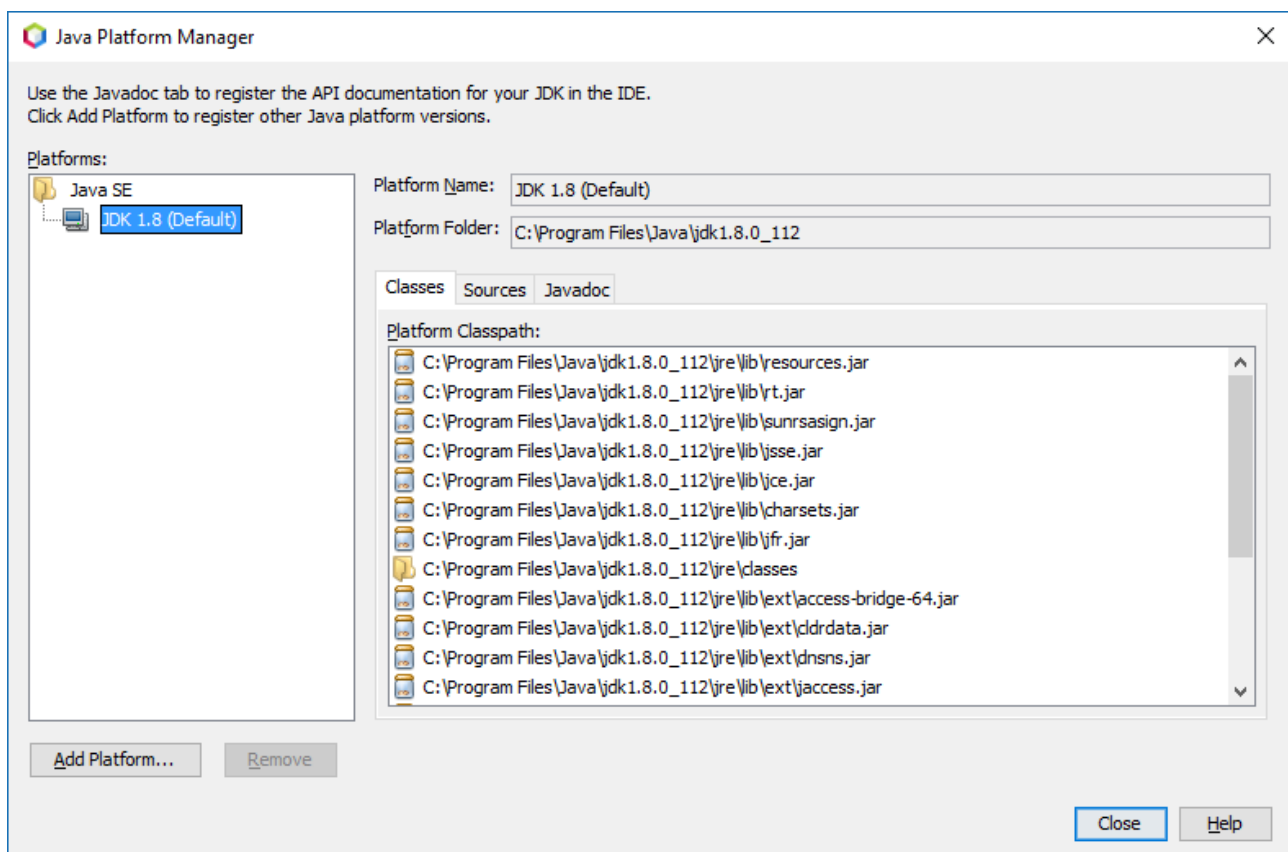 Java Platform Manager
Use the Javadoc tab to register the API documentation for your JDK in the IDE.
Click Add Platform to register other Java platform versions.
Platforms:
Java SE
JDK 1.8 (Default)
Platform Name: JDK 1.8 (Default)
Platform Folder: C:\Program Files\Java\jdk1.8.0_112
Classes Sources Javadoc
Platform Classpath:
C:\Program Files\Java\jdk1.8.0_112\jre\lib\resources.jar
C:\Program Files\Java\jdk1.8.0_112\jre\lib\rt.jar
C:\Program Files\Java\jdk1.8.0_112\jre\lib\sunrsasign.jar
C:\Program Files\Java\jdk1.8.0_112\jre\lib\jsse.jar
C:\Program Files\Java\jdk1.8.0_112\jre\lib\jce.jar
C:\Program Files\Java\jdk1.8.0_112\jre\lib\charsets.jar
C:\Program Files\Java\jdk1.8.0_112\jre\lib\jfr.jar
C:\Program Files\Java\jdk1.8.0_112\jre\classes
C:\Program Files\Java\jdk1.8.0_112\jre\lib\ext\access-bridge-64.jar
C:\Program Files\Java\jdk1.8.0_112\jre\lib\ext\cldrdata.jar
C:\Program Files\Java\jdk1.8.0_112\jre\lib\ext\dnsns.jar
C:\Program Files\Java\jdk1.8.0_112\jre\lib\ext\jaccess.jar
Add Platform... Remove
Close Help